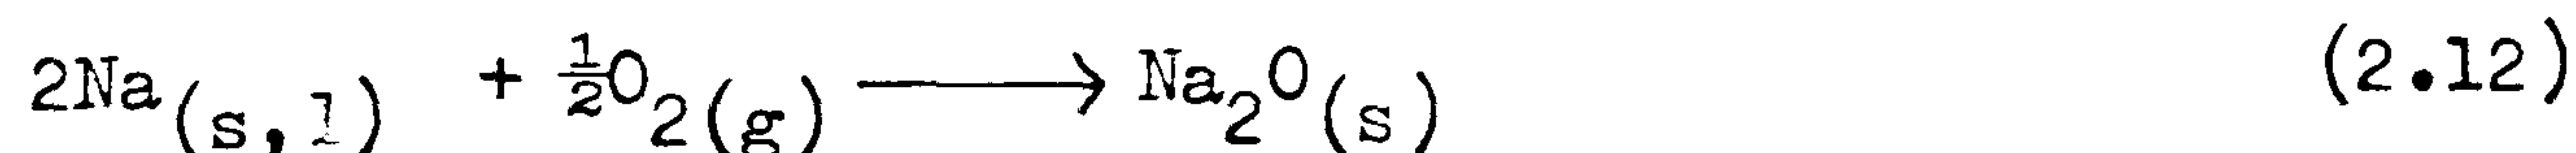 2Na(s,l) + ½O2(g) ⟶ Na2O(s) (2.12)